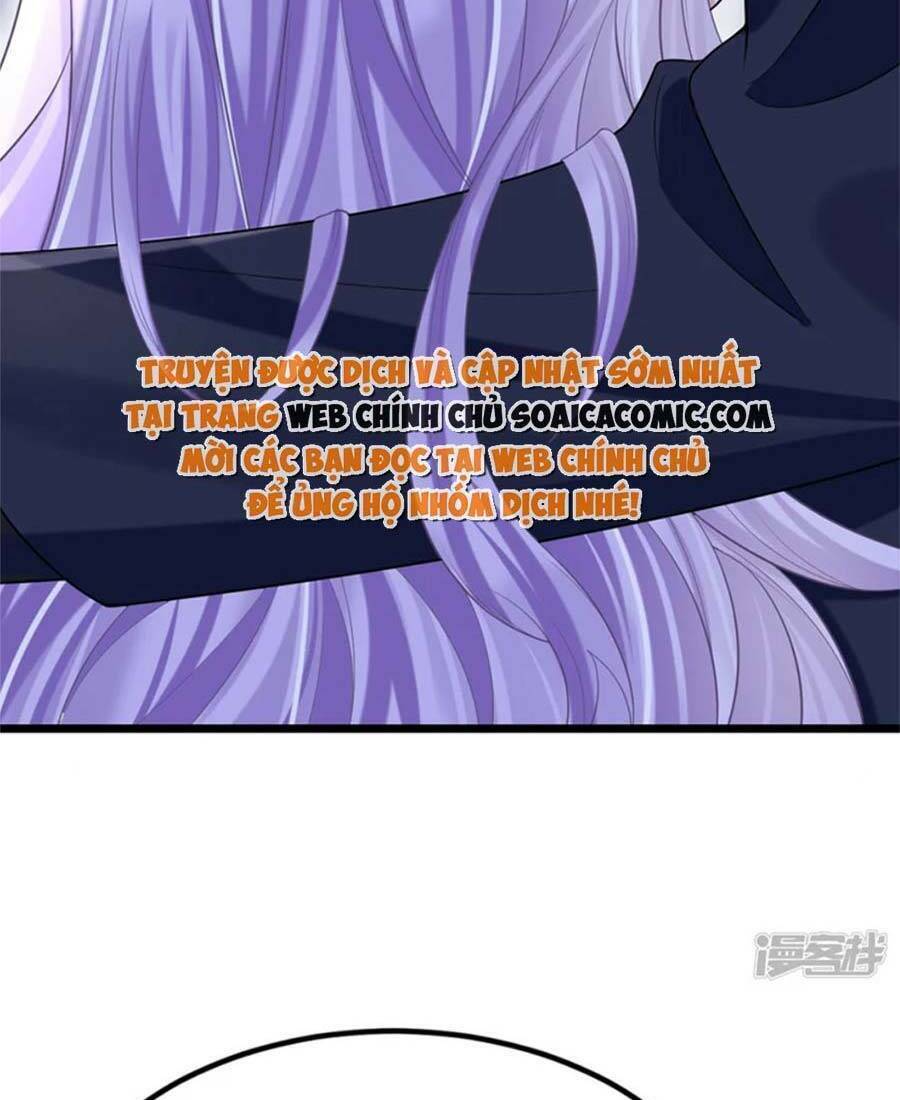 TRUYỆN ĐƯỢC DỊCH VÀ CẬP NHẬT SỚM NHẤT
TẠI TRANG WEB CHÍNH CHỦ SOAICACOMIC.COM
MỜI CÁC BẠN ĐỌC TẠI WEB CHÍNH CHỦ
ĐỂ ỦNG HỘ NHÓM DỊCH NHÉ!
漫客栈